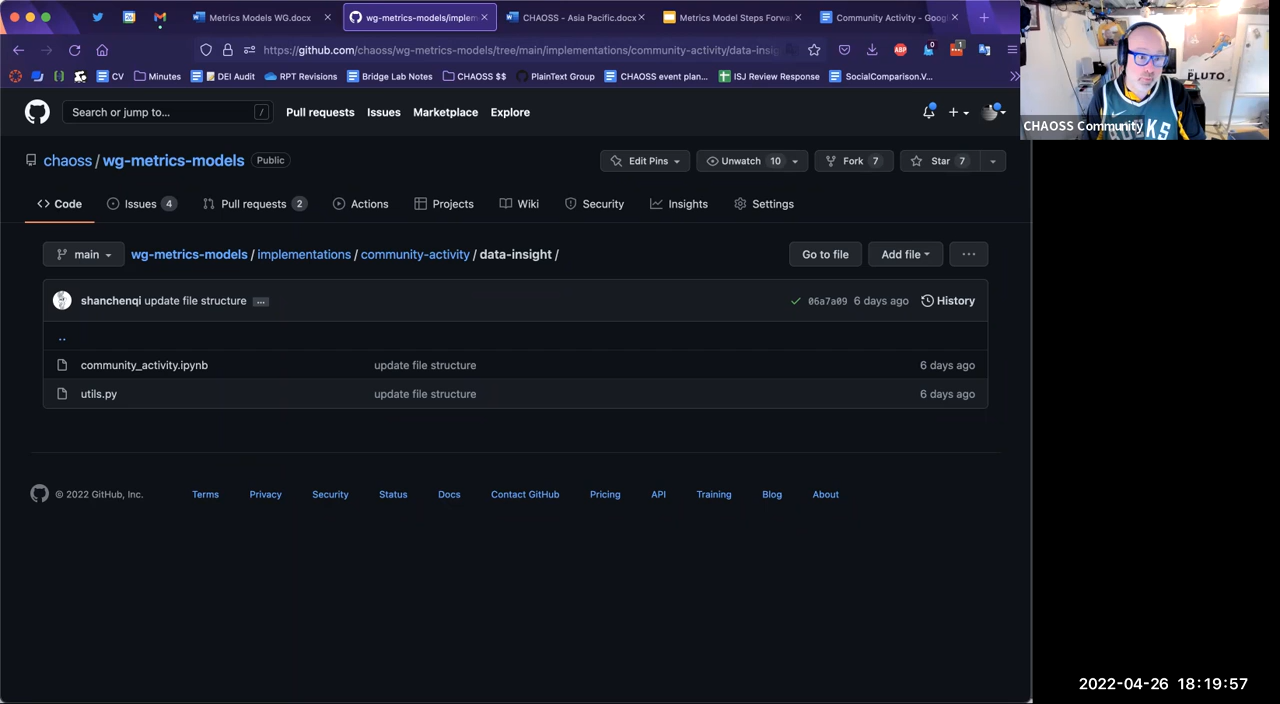 Metrics Models WG.docx
wg-metrics-models/implem
CHAOSS - Asia Pacific.docx
Metrics Model Steps Forwa
Community Activity - Goog
https://github.com/chaoss/wg-metrics-models/tree/main/implementations/community-activity/data-insig
CV
Minutes
DEI Audit
RPT Revisions
Bridge Lab Notes
CHAOSS $$
PlainText Group
CHAOSS event plan...
ISJ Review Response
SocialComparison.V...
Search or jump to...
/
Pull requests
Issues
Marketplace
Explore
PLUTO
CHAOSS Community
chaoss / wg-metrics-models
Public
Edit Pins
Unwatch 10
Fork 7
Star 7
Code
Issues 4
Pull requests 2
Actions
Projects
Wiki
Security
Insights
Settings
main
wg-metrics-models / implementations / community-activity / data-insight /
Go to file
Add file
...
shanchenqi update file structure ...
06a7a09 6 days ago
History
..
community_activity.ipynb
update file structure
6 days ago
utils.py
update file structure
6 days ago
© 2022 GitHub, Inc.
Terms
Privacy
Security
Status
Docs
Contact GitHub
Pricing
API
Training
Blog
About
2022-04-26 18:19:57